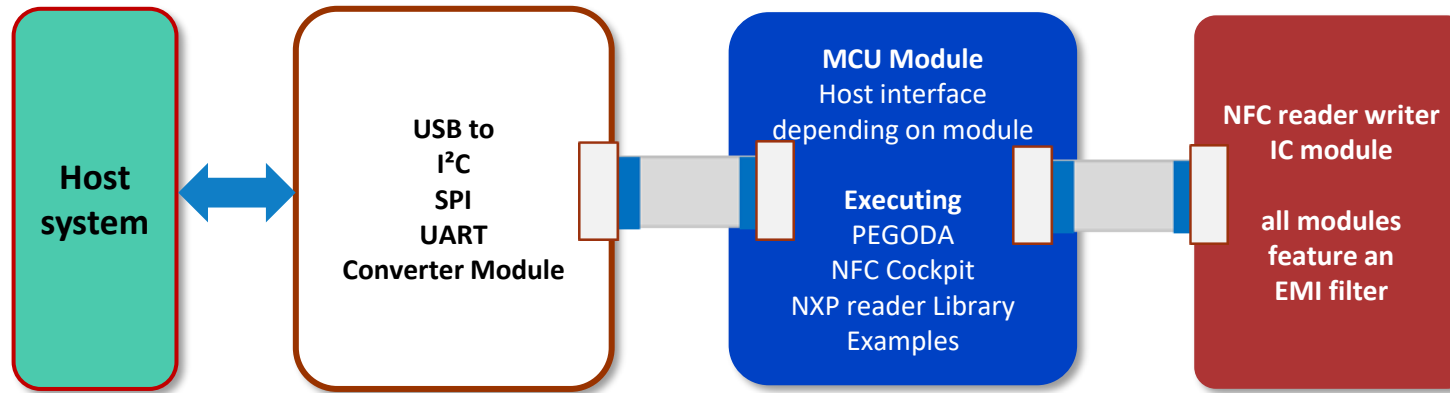 Host
system
USB to
I²C
SPI
UART
Converter Module
MCU Module
Host interface
depending on module
Executing
PEGODA
NFC Cockpit
NXP reader Library
Examples
NFC reader writer
IC module
all modules
feature an
EMI filter